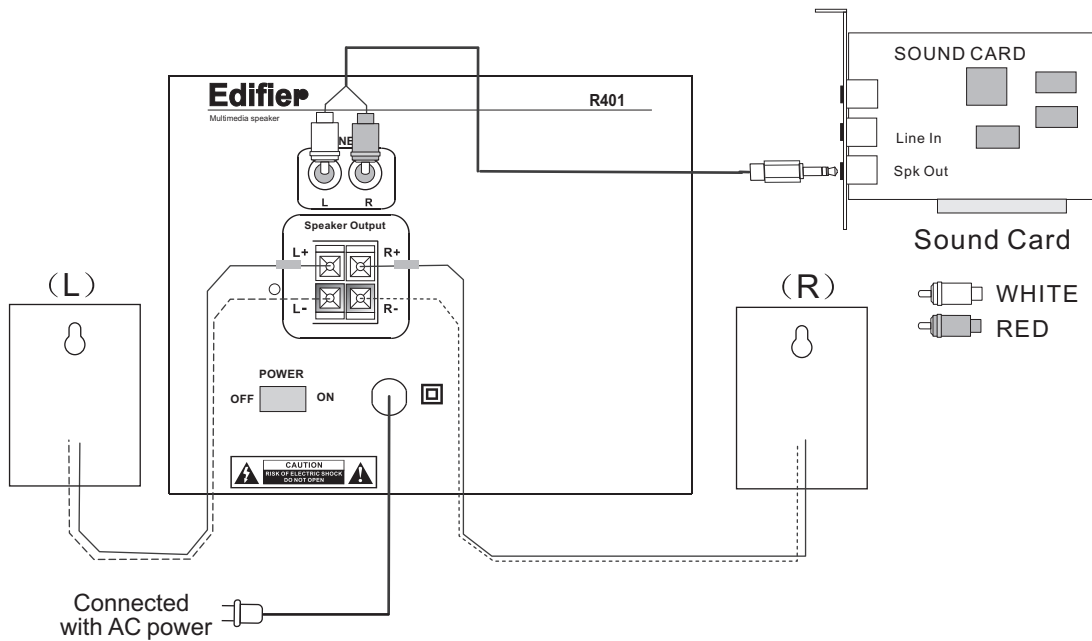 SOUND CARD
Edifier
R401
Multimedia speaker
Line In
Spk Out
L R
Speaker Output
L+ R+
L- R-
Sound Card
(L)
(R)
WHITE
RED
POWER
OFF ON
CAUTION
RISK OF ELECTRIC SHOCK
DO NOT OPEN
Connected
with AC power